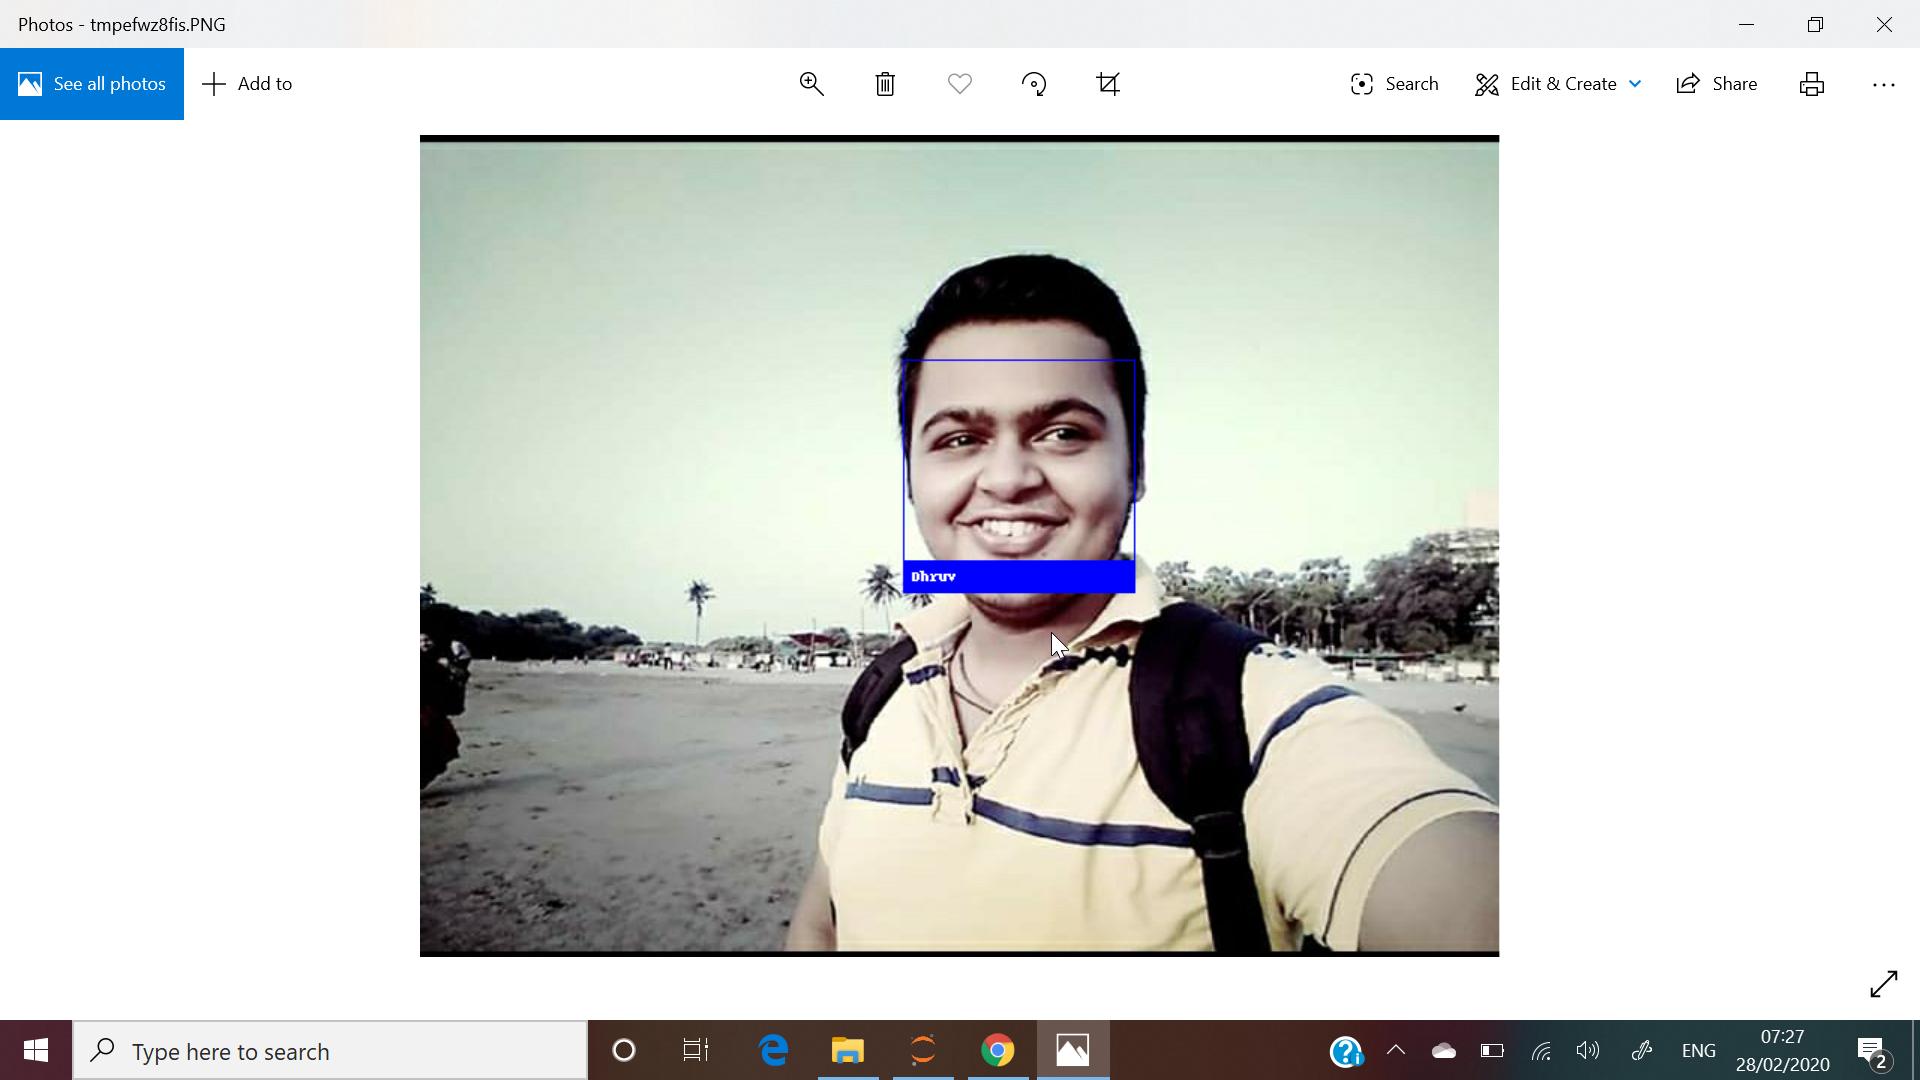 Photos - tmpefwz8fis.PNG
See all photos
Add to
Search
Edit & Create
Share
Dhruv
Type here to search
ENG
07:27
28/02/2020
2